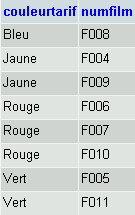 couleurtarif numfilm
Bleu F008
Jaune F004
Jaune F009
Rouge F006
Rouge F007
Rouge F010
Vert F005
Vert F011